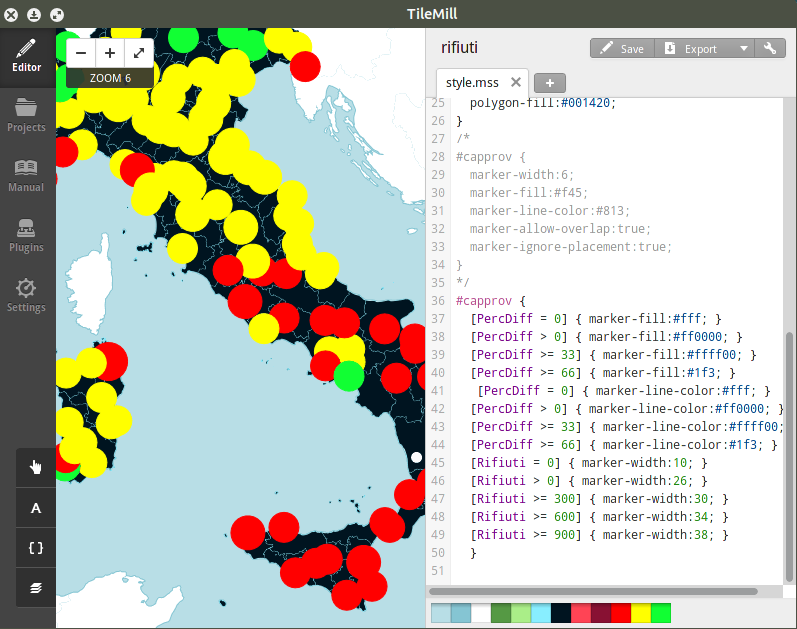 TileMill
Editor
Projects
Manual
Plugins
Settings
A
{ }
− + 
ZOOM 6
rifiuti
Save
Export
style.mss ✕ +
25 polygon-fill:#001420;
26 }
27 /*
28 #capprov {
29 marker-width:6;
30 marker-fill:#f45;
31 marker-line-color:#813;
32 marker-allow-overlap:true;
33 marker-ignore-placement:true;
34 }
35 */
36 #capprov {
37 [PercDiff = 0] { marker-fill:#fff; }
38 [PercDiff > 0] { marker-fill:#ff0000; }
39 [PercDiff >= 33] { marker-fill:#ffff00; }
40 [PercDiff >= 66] { marker-fill:#1f3; }
41 [PercDiff = 0] { marker-line-color:#fff; }
42 [PercDiff > 0] { marker-line-color:#ff0000; }
43 [PercDiff >= 33] { marker-line-color:#ffff00;
44 [PercDiff >= 66] { marker-line-color:#1f3; }
45 [Rifiuti = 0] { marker-width:10; }
46 [Rifiuti > 0] { marker-width:26; }
47 [Rifiuti >= 300] { marker-width:30; }
48 [Rifiuti >= 600] { marker-width:34; }
49 [Rifiuti >= 900] { marker-width:38; }
50 }
51